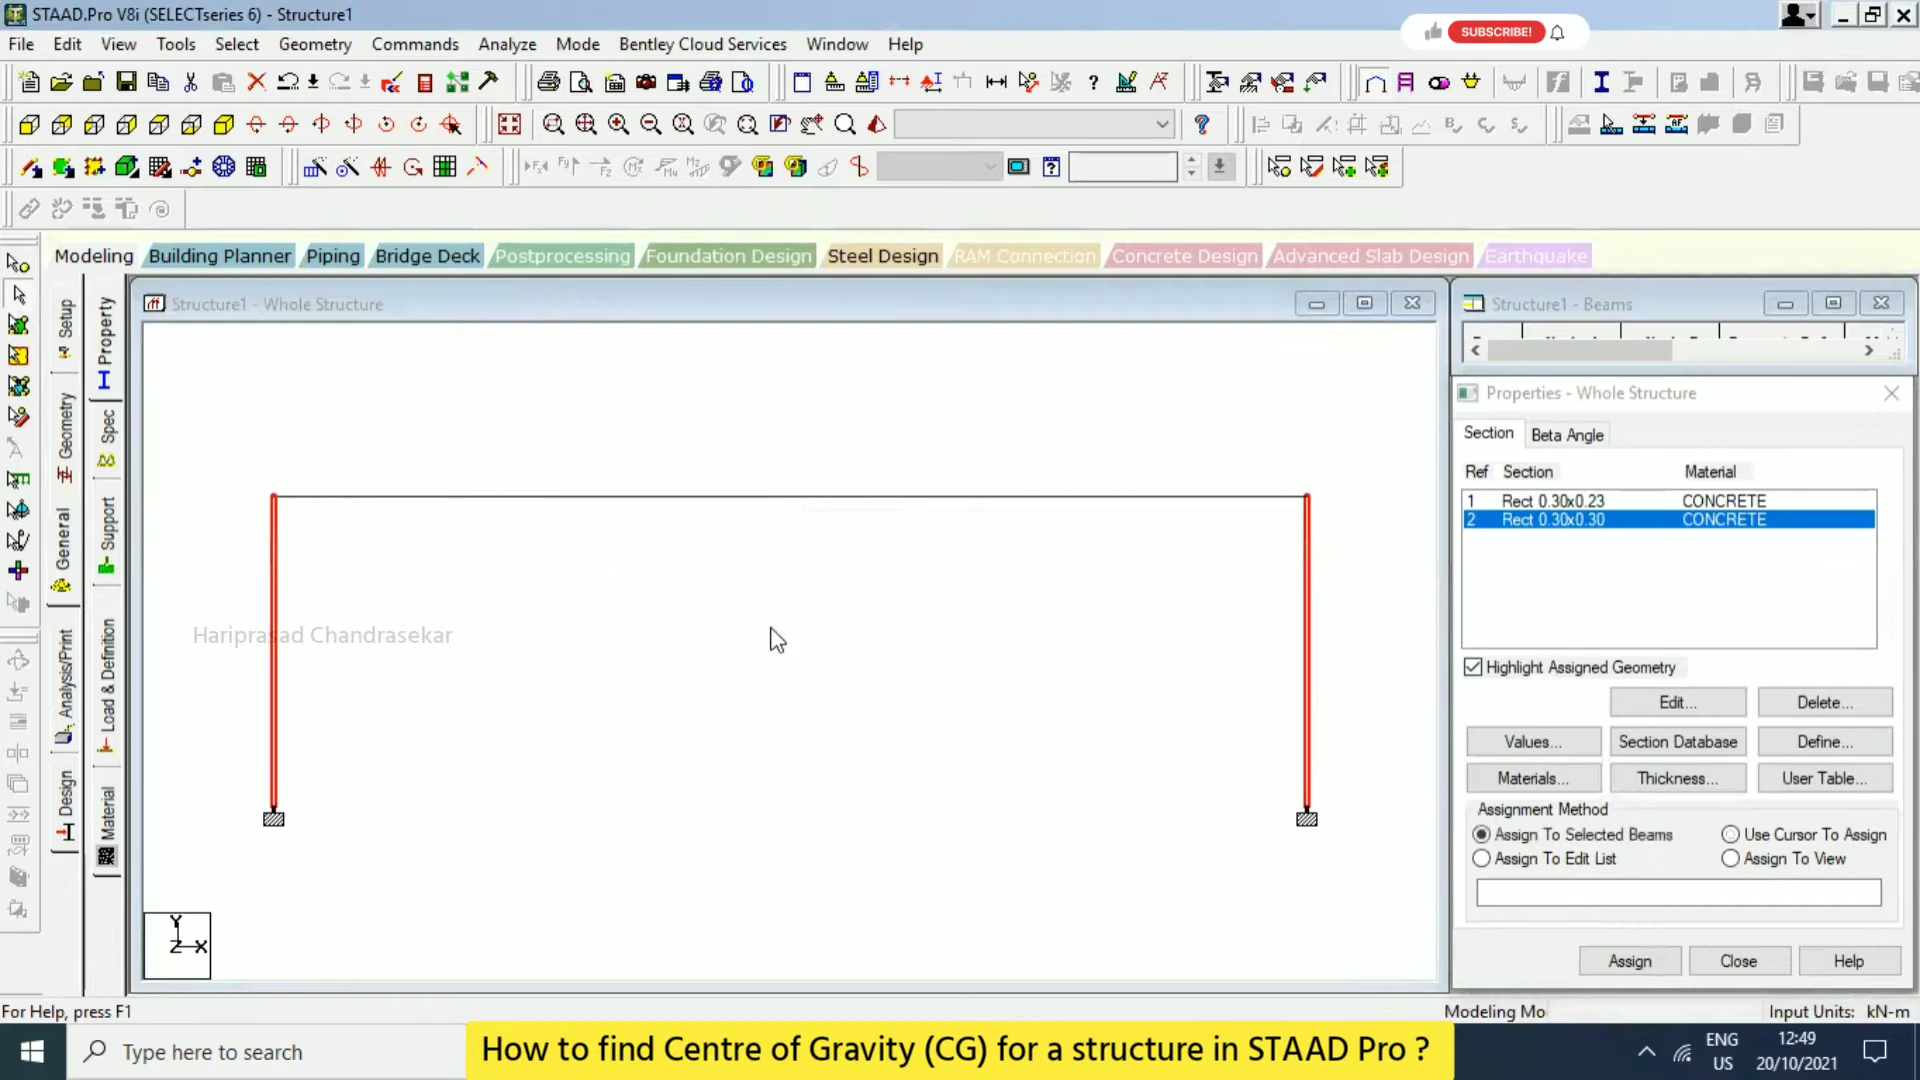 STAAD.Pro V8i (SELECTseries 6) - Structure1
File Edit View Tools Select Geometry Commands Analyze Mode Bentley Cloud Services Window Help
SUBSCRIBE!
Modeling Building Planner Piping Bridge Deck Postprocessing Foundation Design Steel Design RAM Connection Concrete Design Advanced Slab Design Earthquake
Setup
Geometry
General
Analysis/Print
Design
Property
Spec
Support
Load & Definition
Material
Structure1 - Whole Structure
Hariprasad Chandrasekar
Y
Z X
Structure1 - Beams
Properties - Whole Structure
Section Beta Angle
Ref Section Material
1 Rect 0.30x0.23 CONCRETE
2 Rect 0.30x0.30 CONCRETE
Highlight Assigned Geometry
Edit... Delete...
Values... Section Database Define...
Materials... Thickness... User Table...
Assignment Method
Assign To Selected Beams Use Cursor To Assign
Assign To Edit List Assign To View
Assign Close Help
For Help, press F1
Modeling Mo Input Units: kN-m
Type here to search
How to find Centre of Gravity (CG) for a structure in STAAD Pro ?
ENG
US
12:49
20/10/2021